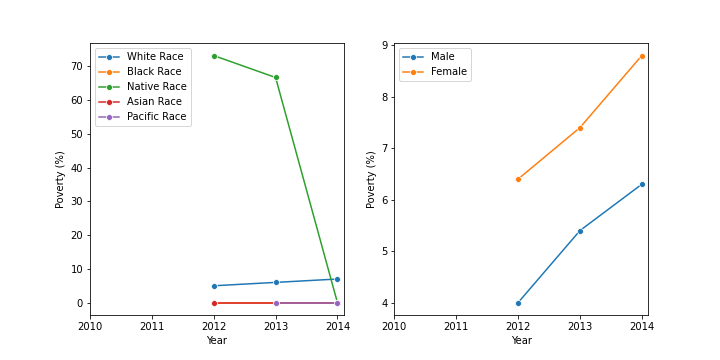 White Race
Black Race
Native Race
Asian Race
Pacific Race
Poverty (%)
70
60
50
40
30
20
10
0
2010 2011 2012 2013 2014
Year
Male
Female
Poverty (%)
9
8
7
6
5
4
2010 2011 2012 2013 2014
Year